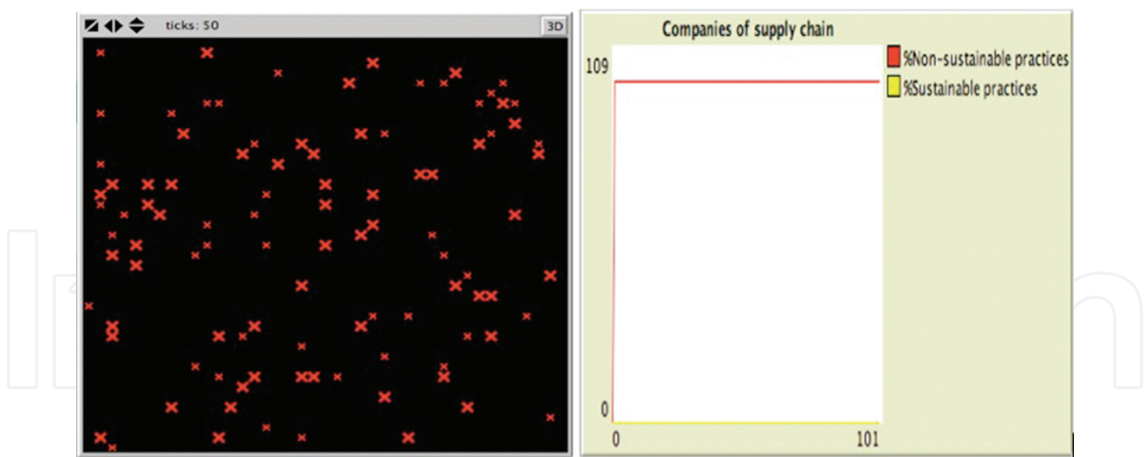 ticks: 50
3D
Companies of supply chain
109
0
0
101
%Non-sustainable practices
%Sustainable practices